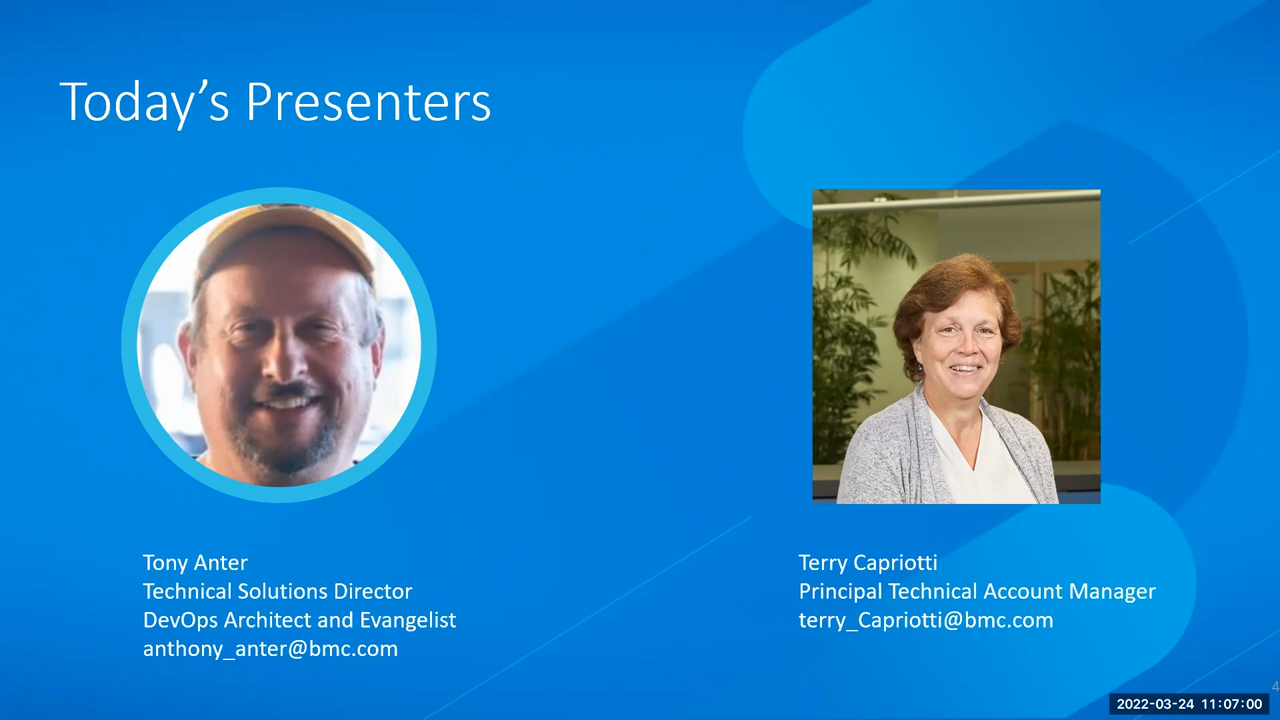 Today’s Presenters
Tony Anter
Technical Solutions Director
DevOps Architect and Evangelist
anthony_anter@bmc.com
Terry Capriotti
Principal Technical Account Manager
terry_Capriotti@bmc.com
4
2022-03-24 11:07:00